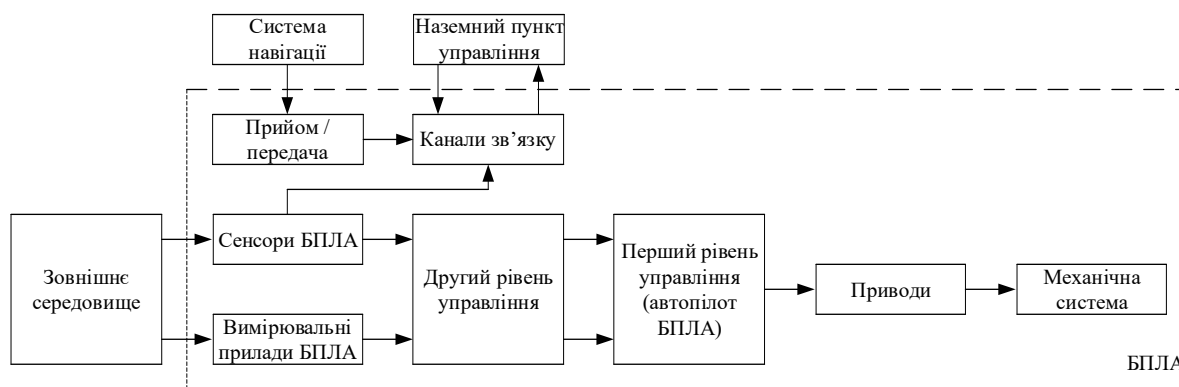 Система
навігації
Наземний пункт
управління
Прийом /
передача
Канали зв’язку
Зовнішнє
середовище
Сенсори БПЛА
Вимірювальні
прилади БПЛА
Другий рівень
управління
Перший рівень
управління
(автопілот
БПЛА)
Приводи
Механічна
система
БПЛА